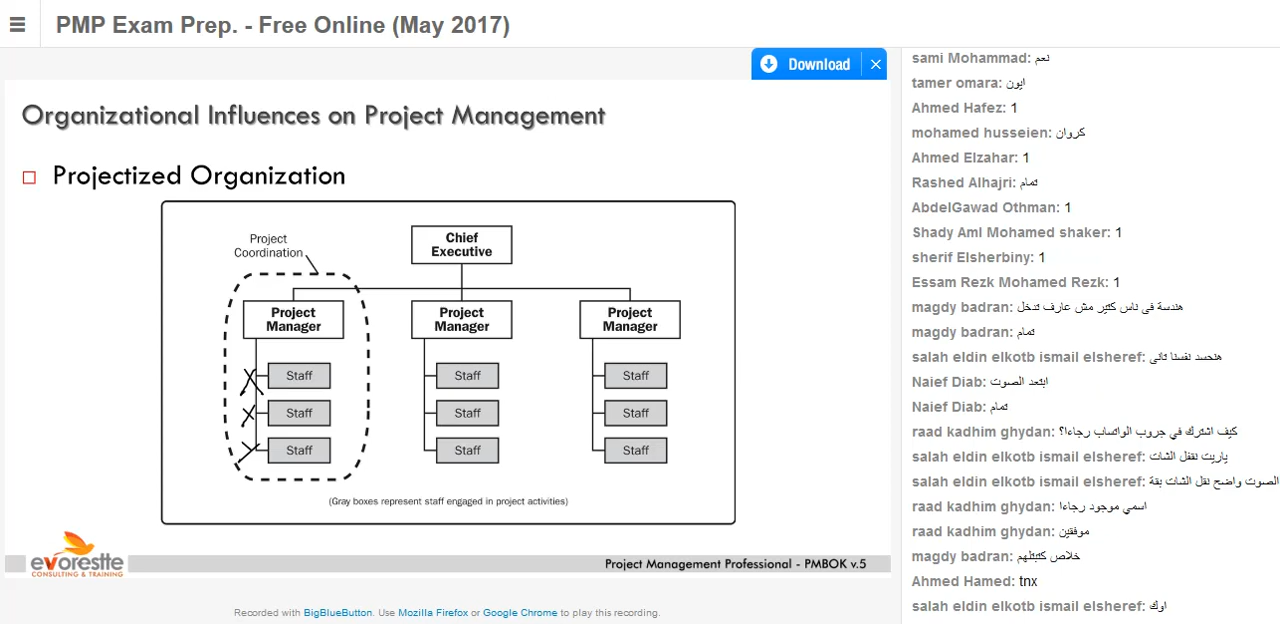 PMP Exam Prep. - Free Online (May 2017)
Download
Organizational Influences on Project Management
Projectized Organization
Project
Coordination
Chief
Executive
Project
Manager
Project
Manager
Project
Manager
Staff
Staff
Staff
Staff
Staff
Staff
Staff
Staff
Staff
(Gray boxes represent staff engaged in project activities)
evorestte
CONSULTING & TRAINING
Project Management Professional - PMBOK v.5
Recorded with BigBlueButton. Use Mozilla Firefox or Google Chrome to play this recording.
sami Mohammad: نعم
tamer omara: ايون
Ahmed Hafez: 1
mohamed husseien: كروان
Ahmed Elzahar: 1
Rashed Alhajri: تمام
AbdelGawad Othman: 1
Shady Aml Mohamed shaker: 1
sherif Elsherbiny: 1
Essam Rezk Mohamed Rezk: 1
magdy badran: هندسة فى ناس كتير مش عارف تدخل
magdy badran: تمام
salah eldin elkotb ismail elsheref: هنحسد نفسنا تانى
Naief Diab: ابتعد الصوت
Naief Diab: تمام
raad kadhim ghydan: كيف اشترك في جروب الواتساب رجاءا؟
salah eldin elkotb ismail elsheref: ياريت نقفل الشات
salah eldin elkotb ismail elsheref: الصوت واضح نقل الشات بقة
raad kadhim ghydan: اسمي موجود رجاءا
raad kadhim ghydan: موفقين
magdy badran: خلاص كتبتلهم
Ahmed Hamed: tnx
salah eldin elkotb ismail elsheref: اوك